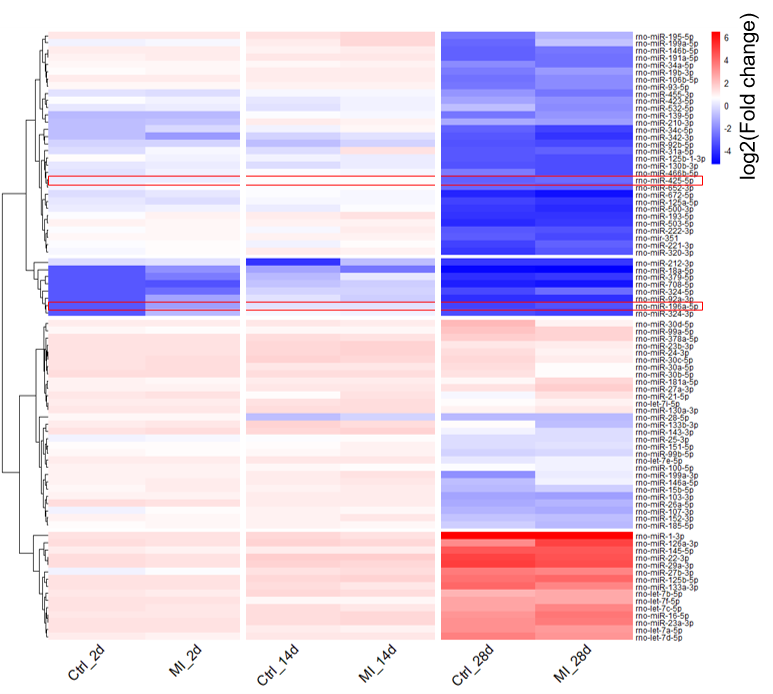 rno-miR-195-5p
rno-miR-199a-5p
rno-miR-146b-5p
rno-miR-191a-5p
rno-miR-34a-5p
rno-miR-19b-3p
rno-miR-106b-5p
rno-miR-93-5p
rno-miR-455-3p
rno-miR-423-5p
rno-miR-532-5p
rno-miR-139-5p
rno-miR-210-3p
rno-miR-34c-5p
rno-miR-342-3p
rno-miR-92b-5p
rno-miR-31a-5p
rno-miR-125b-1-3p
rno-miR-130b-3p
rno-miR-466b-5p
rno-miR-425-5p
rno-miR-652-3p
rno-miR-672-5p
rno-miR-125a-5p
rno-miR-500-3p
rno-miR-193-5p
rno-miR-503-5p
rno-miR-222-3p
rno-mir-351
rno-miR-221-3p
rno-miR-320-3p
rno-miR-212-3p
rno-miR-18a-5p
rno-miR-379-5p
rno-miR-708-5p
rno-miR-324-5p
rno-miR-92a-3p
rno-miR-196a-5p
rno-miR-324-3p
rno-miR-30d-5p
rno-miR-99a-5p
rno-miR-378a-5p
rno-miR-23b-3p
rno-miR-24-3p
rno-miR-30c-5p
rno-miR-30a-5p
rno-miR-30b-5p
rno-miR-181a-5p
rno-miR-27a-3p
rno-miR-21-5p
rno-let-7i-5p
rno-miR-130a-3p
rno-miR-28-5p
rno-miR-133b-3p
rno-miR-143-3p
rno-miR-25-3p
rno-miR-151-5p
rno-miR-99b-5p
rno-let-7e-5p
rno-miR-100-5p
rno-miR-199a-3p
rno-miR-146a-5p
rno-miR-15b-5p
rno-miR-103-3p
rno-miR-26a-5p
rno-miR-107-3p
rno-miR-152-3p
rno-miR-185-5p
rno-miR-1-3p
rno-miR-126a-3p
rno-miR-145-5p
rno-miR-22-3p
rno-miR-29a-3p
rno-miR-27b-3p
rno-miR-125b-5p
rno-miR-133a-3p
rno-let-7b-5p
rno-let-7f-5p
rno-let-7c-5p
rno-miR-16-5p
rno-miR-23a-3p
rno-let-7a-5p
rno-let-7d-5p
6
4
2
0
-2
-4
log2(Fold change)
Ctrl_2d
MI_2d
Ctrl_14d
MI_14d
Ctrl_28d
MI_28d